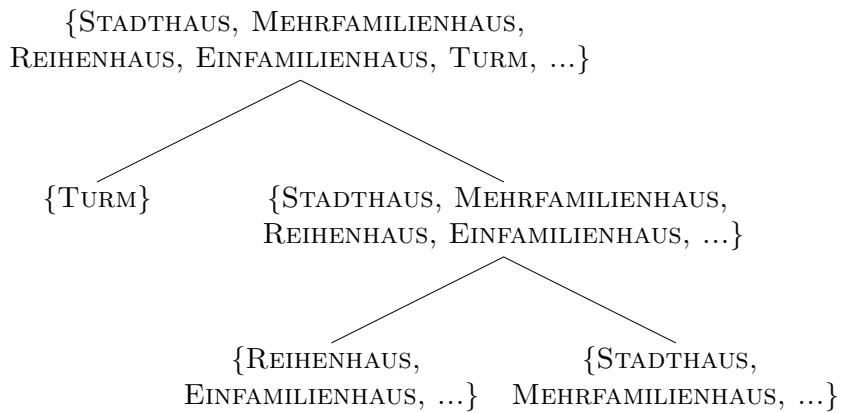 {STADTHAUS, MEHRFAMILIENHAUS,
REIHENHAUS, EINFAMILIENHAUS, TURM, ...}
{TURM}
{STADTHAUS, MEHRFAMILIENHAUS,
REIHENHAUS, EINFAMILIENHAUS, ...}
{REIHENHAUS,
EINFAMILIENHAUS, ...}
{STADTHAUS,
MEHRFAMILIENHAUS, ...}